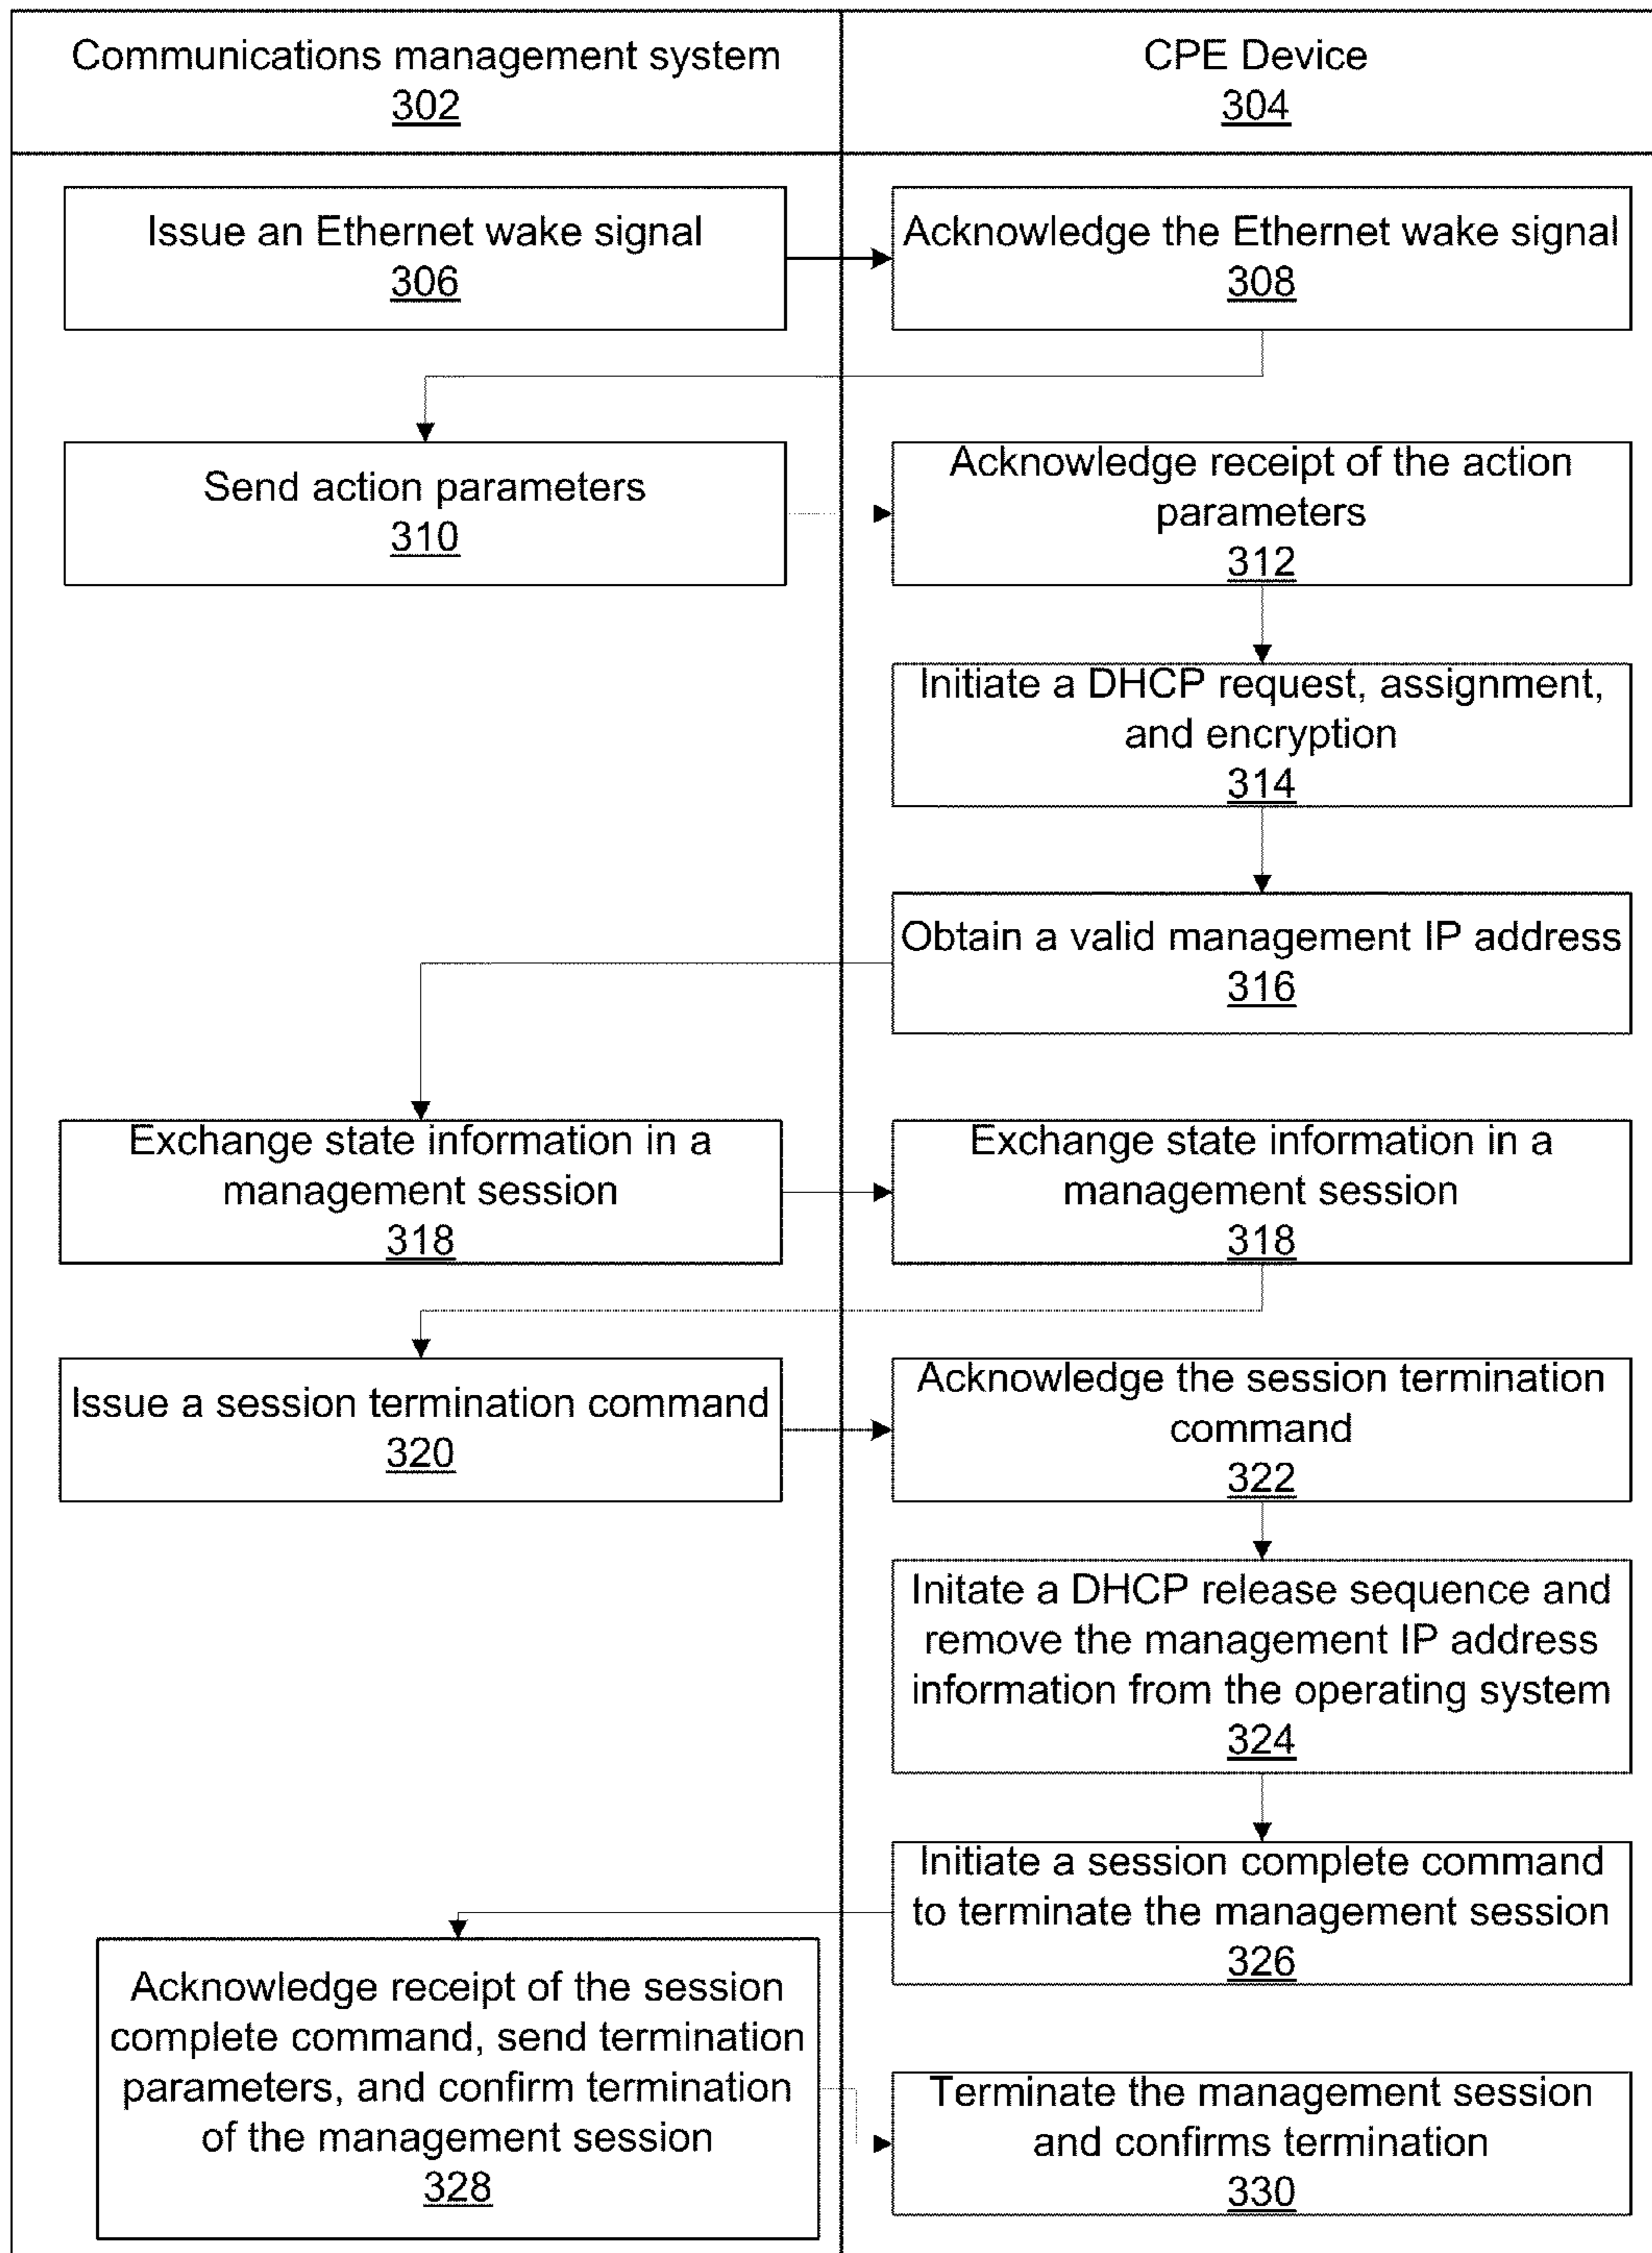 Communications management system
302
CPE Device
304
Issue an Ethernet wake signal
306
Acknowledge the Ethernet wake signal
308
Send action parameters
310
Acknowledge receipt of the action
parameters
312
Initiate a DHCP request, assignment,
and encryption
314
Obtain a valid management IP address
316
Exchange state information in a
management session
318
Exchange state information in a
management session
318
Issue a session termination command
320
Acknowledge the session termination
command
322
Initate a DHCP release sequence and
remove the management IP address
information from the operating system
324
Initiate a session complete command
to terminate the management session
326
Acknowledge receipt of the session
complete command, send termination
parameters, and confirm termination
of the management session
328
Terminate the management session
and confirms termination
330